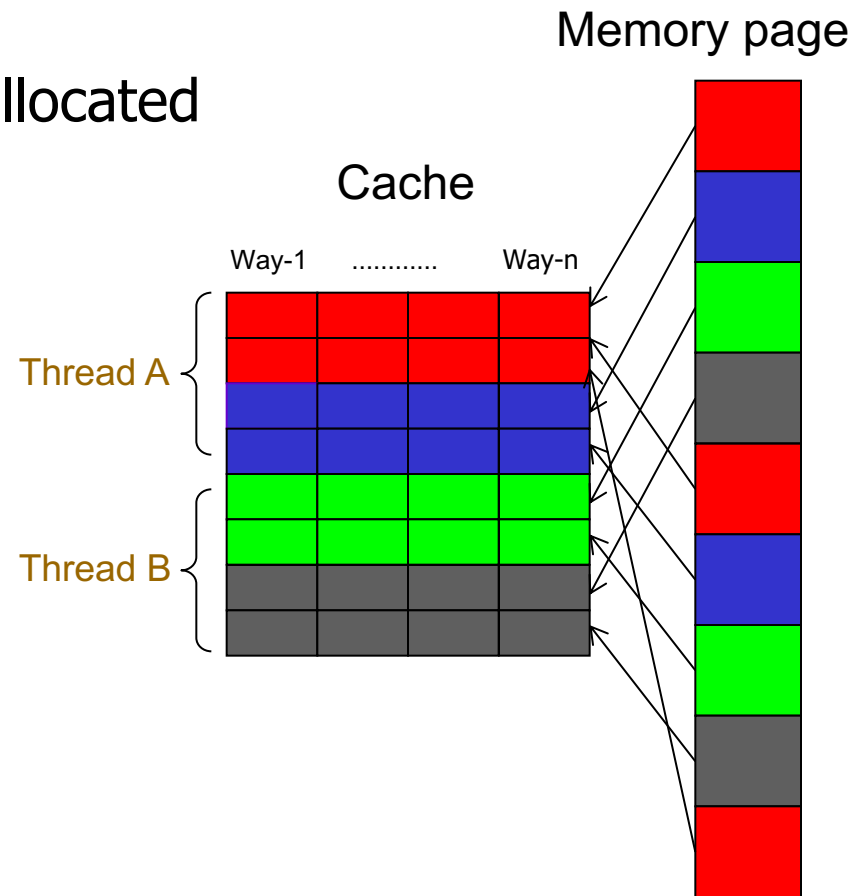 Memory page
llocated
Cache
Way-1 ............ Way-n
Thread A
Thread B